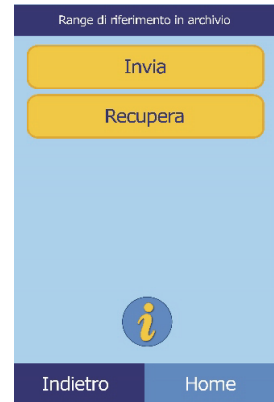 Range di riferimento in archivio
Invia
Recupera
i
Indietro Home